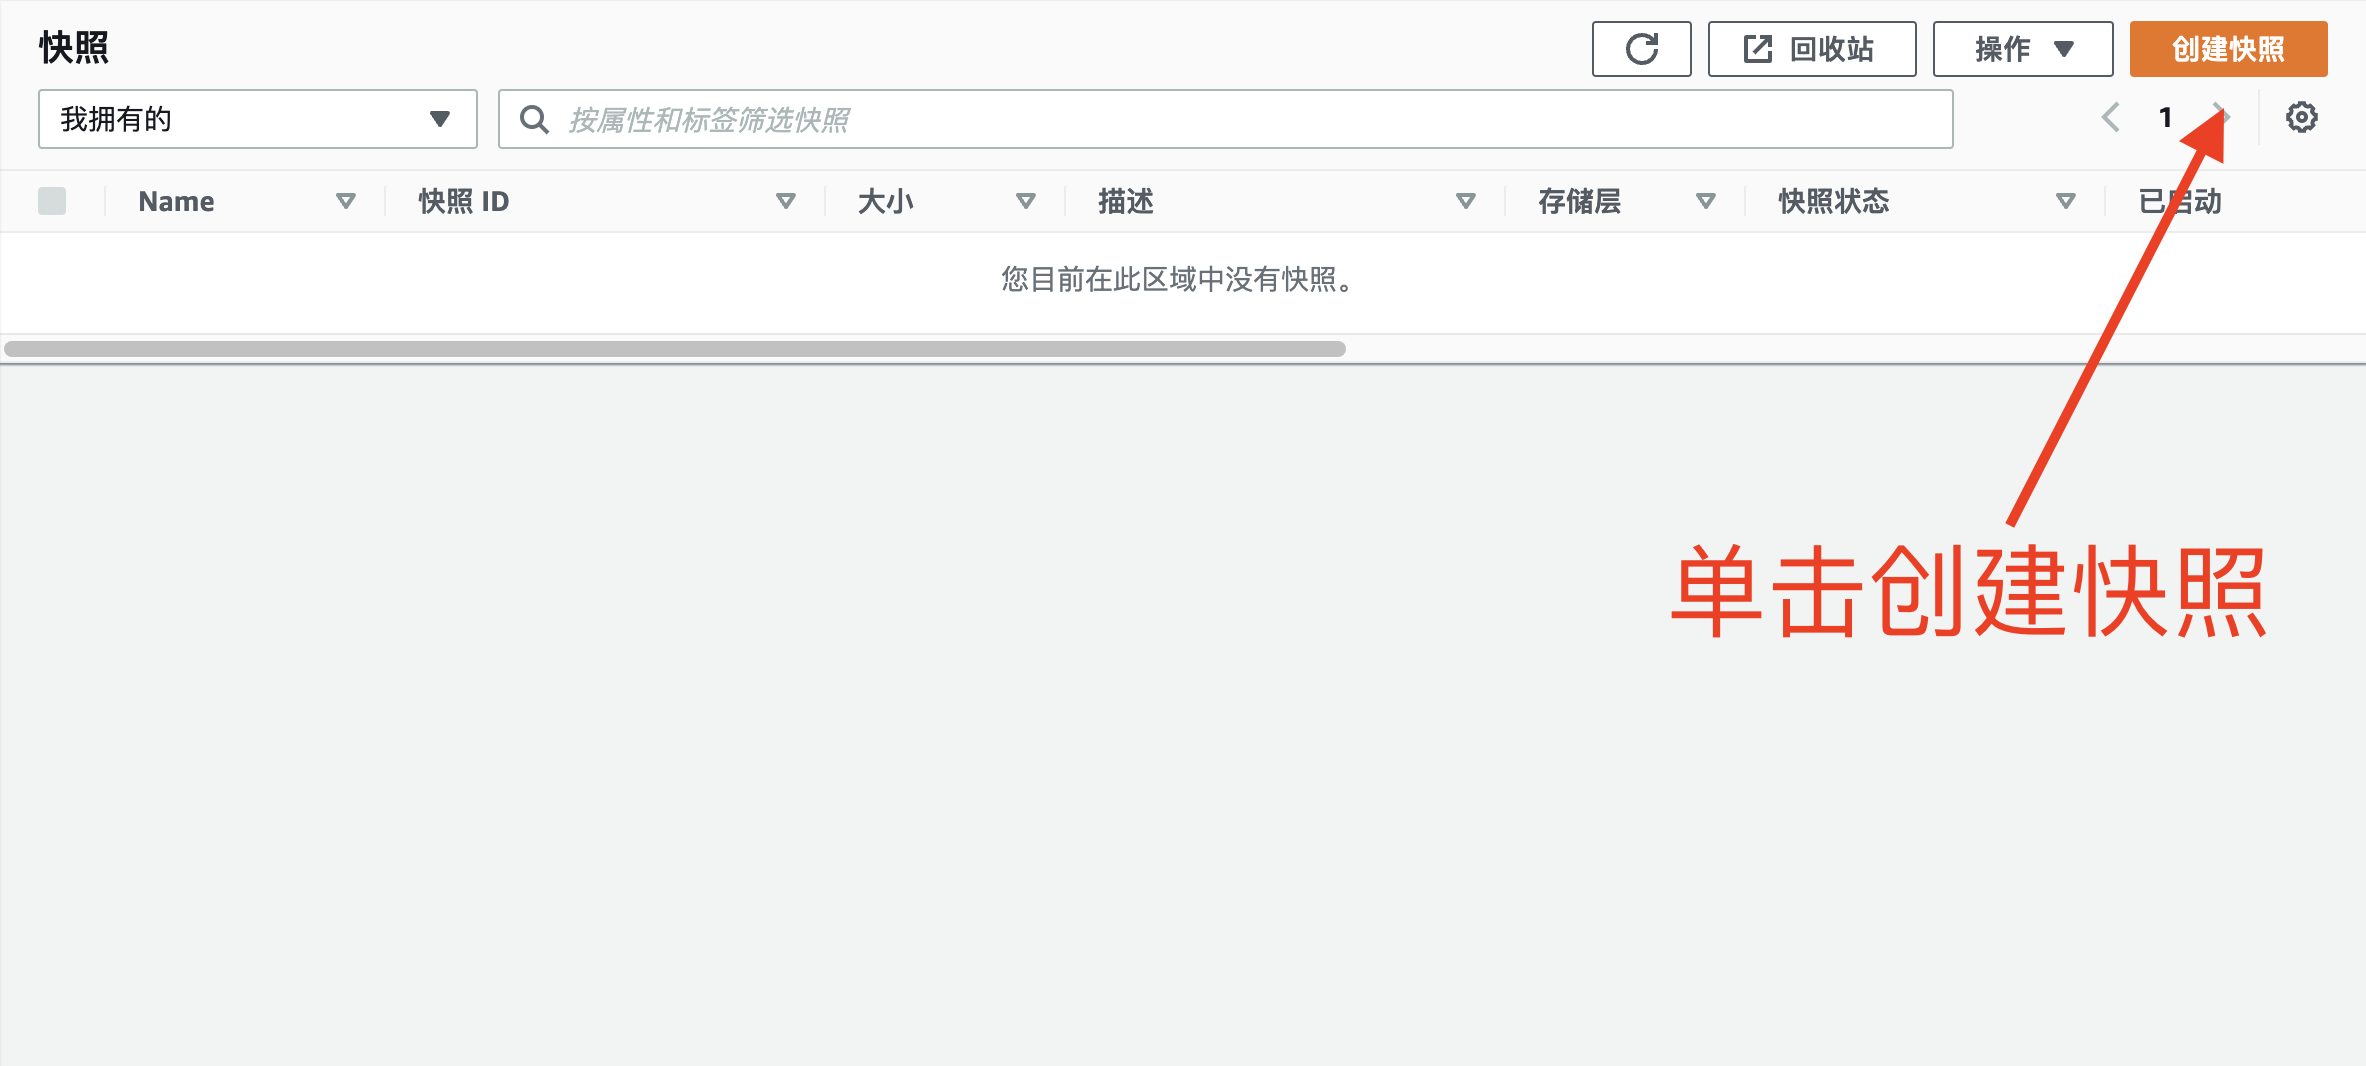 快照
回收站
操作
创建快照
我拥有的
按属性和标签筛选快照
1
Name
快照 ID
大小
描述
存储层
快照状态
已启动
您目前在此区域中没有快照。
单击创建快照